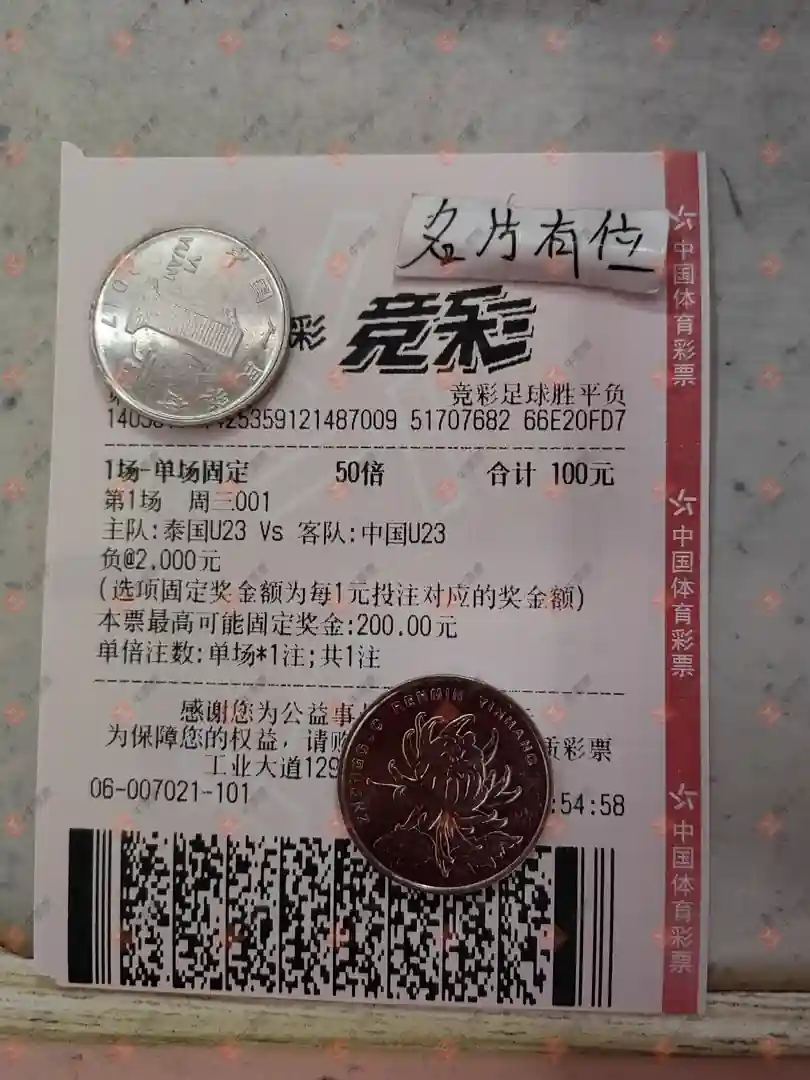 名片有位
彩 竞彩
竞彩足球胜平负
359121487009 51707682 66E20FD7
1场-单场固定 50倍 合计 100元
第1场 周三001
主队:泰国U23 Vs 客队:中国U23
负@2.000元
(选项固定奖金额为每1元投注对应的奖金额)
本票最高可能固定奖金:200.00元
单倍注数:单场*1注;共1注
感谢您为公益事
为保障您的权益，请 质彩票
工业大道129
06-007021-101 :54:58
中国体育彩票
中国体育彩票
中国体育彩票
YI YUAN
中国
1
ZHONGGUO RENMIN YINHANG